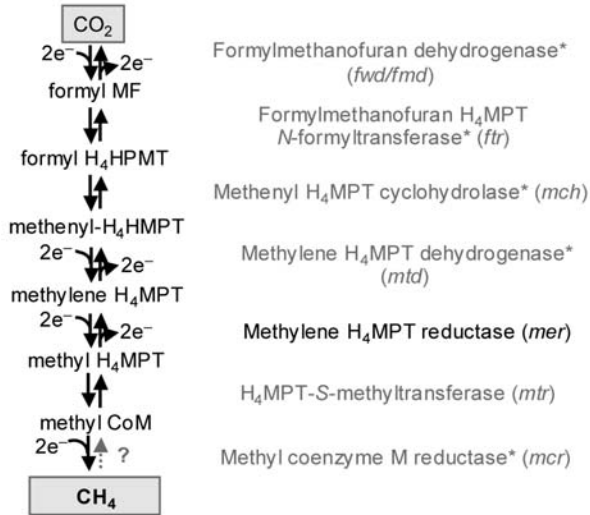 CO₂
2e⁻ 2e⁻
Formylmethanofuran dehydrogenase*
(fwd/fmd)
formyl MF
Formylmethanofuran H₄MPT
N-formyltransferase* (ftr)
formyl H₄HPMT
Methenyl H₄MPT cyclohydrolase* (mch)
methenyl-H₄HMPT
2e⁻ 2e⁻
Methylene H₄MPT dehydrogenase*
(mtd)
methylene H₄MPT
2e⁻ 2e⁻
Methylene H₄MPT reductase (mer)
methyl H₄MPT
H₄MPT-S-methyltransferase (mtr)
methyl CoM
2e⁻ ?
Methyl coenzyme M reductase* (mcr)
CH₄